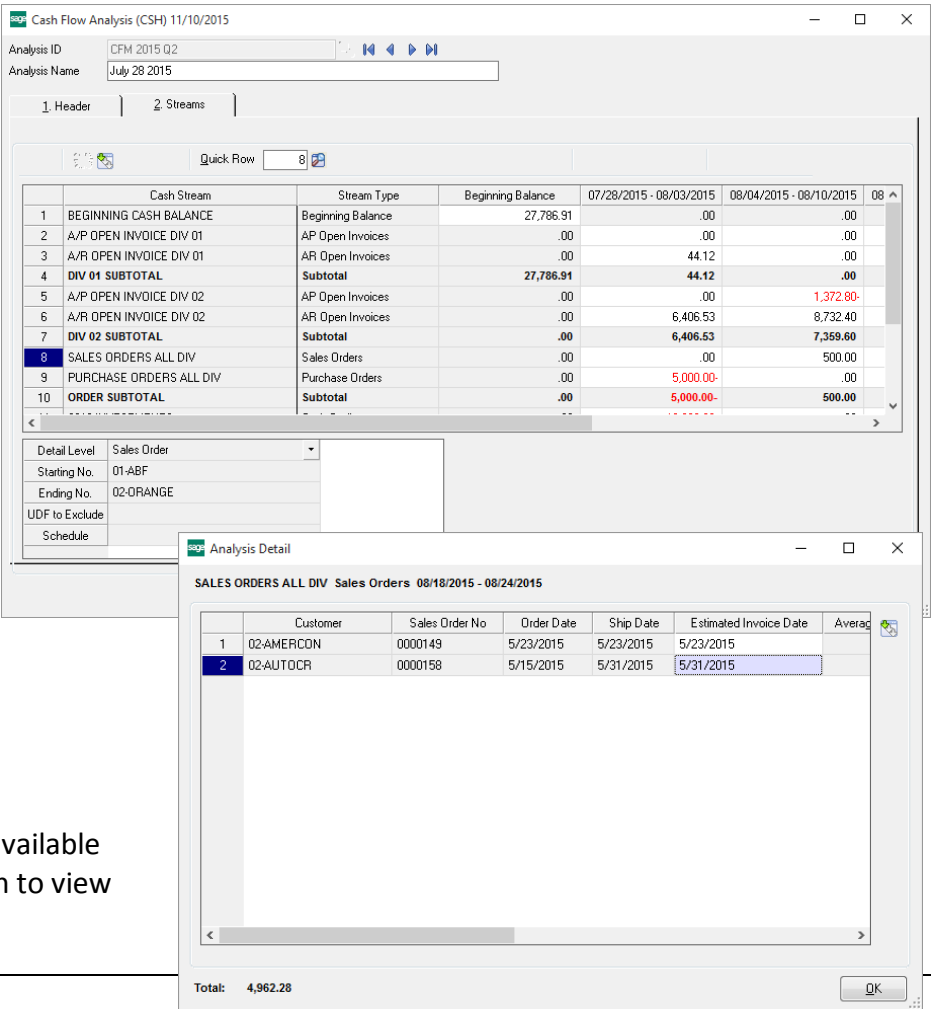 sage Cash Flow Analysis (CSH) 11/10/2015
Analysis ID CFM 2015 Q2
Analysis Name July 28 2015
1. Header 2. Streams
Quick Row 8
Cash Stream Stream Type Beginning Balance 07/28/2015 - 08/03/2015 08/04/2015 - 08/10/2015 08
1 BEGINNING CASH BALANCE Beginning Balance 27,786.91 .00 .00
2 A/P OPEN INVOICE DIV 01 AP Open Invoices .00 .00 .00
3 A/R OPEN INVOICE DIV 01 AR Open Invoices .00 44.12 .00
4 DIV 01 SUBTOTAL Subtotal 27,786.91 44.12 .00
5 A/P OPEN INVOICE DIV 02 AP Open Invoices .00 .00 1,372.80-
6 A/R OPEN INVOICE DIV 02 AR Open Invoices .00 6,406.53 8,732.40
7 DIV 02 SUBTOTAL Subtotal .00 6,406.53 7,359.60
8 SALES ORDERS ALL DIV Sales Orders .00 .00 500.00
9 PURCHASE ORDERS ALL DIV Purchase Orders .00 5,000.00- .00
10 ORDER SUBTOTAL Subtotal .00 5,000.00- 500.00
Detail Level Sales Order
Starting No. 01-ABF
Ending No. 02-ORANGE
UDF to Exclude
Schedule
sage Analysis Detail
SALES ORDERS ALL DIV Sales Orders 08/18/2015 - 08/24/2015
Customer Sales Order No Order Date Ship Date Estimated Invoice Date Averag
1 02-AMERCON 0000149 5/23/2015 5/23/2015 5/23/2015
2 02-AUTOCR 0000158 5/15/2015 5/31/2015 5/31/2015
vailable
to view
Total: 4,962.28
OK